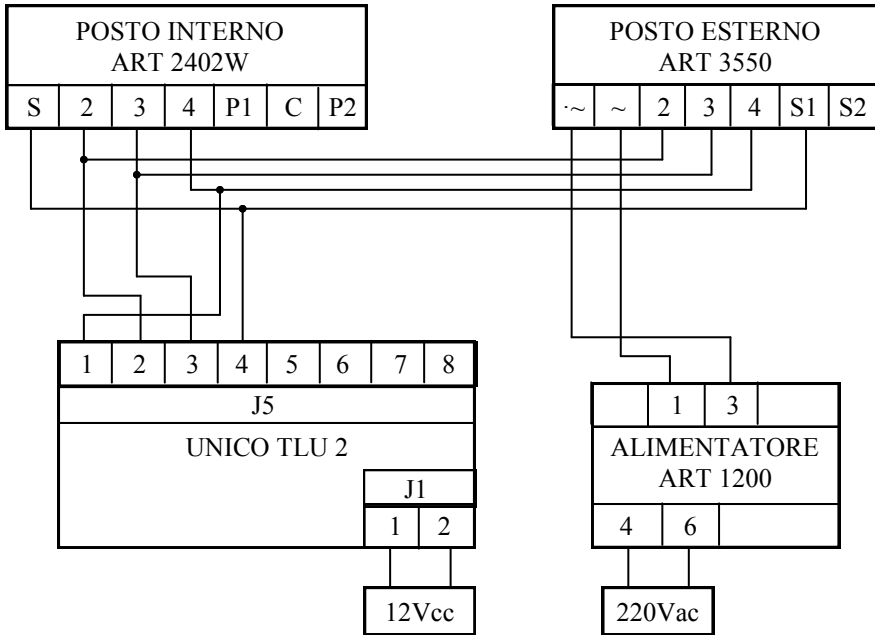 POSTO INTERNO
ART 2402W
S 2 3 4 P1 C P2
POSTO ESTERNO
ART 3550
·~ ~ 2 3 4 S1 S2
1 2 3 4 5 6 7 8
J5
UNICO TLU 2
J1
1 2
12Vcc
1 3
ALIMENTATORE
ART 1200
4 6
220Vac